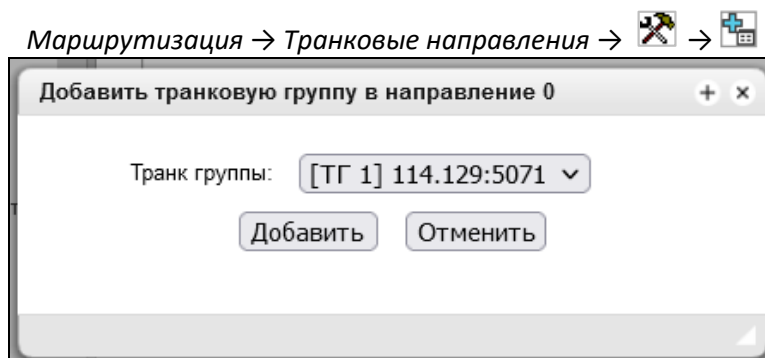 Маршрутизация → Транковые направления → →
Добавить транковую группу в направление 0
Транк группы: [ТГ 1] 114.129:5071
Добавить Отменить